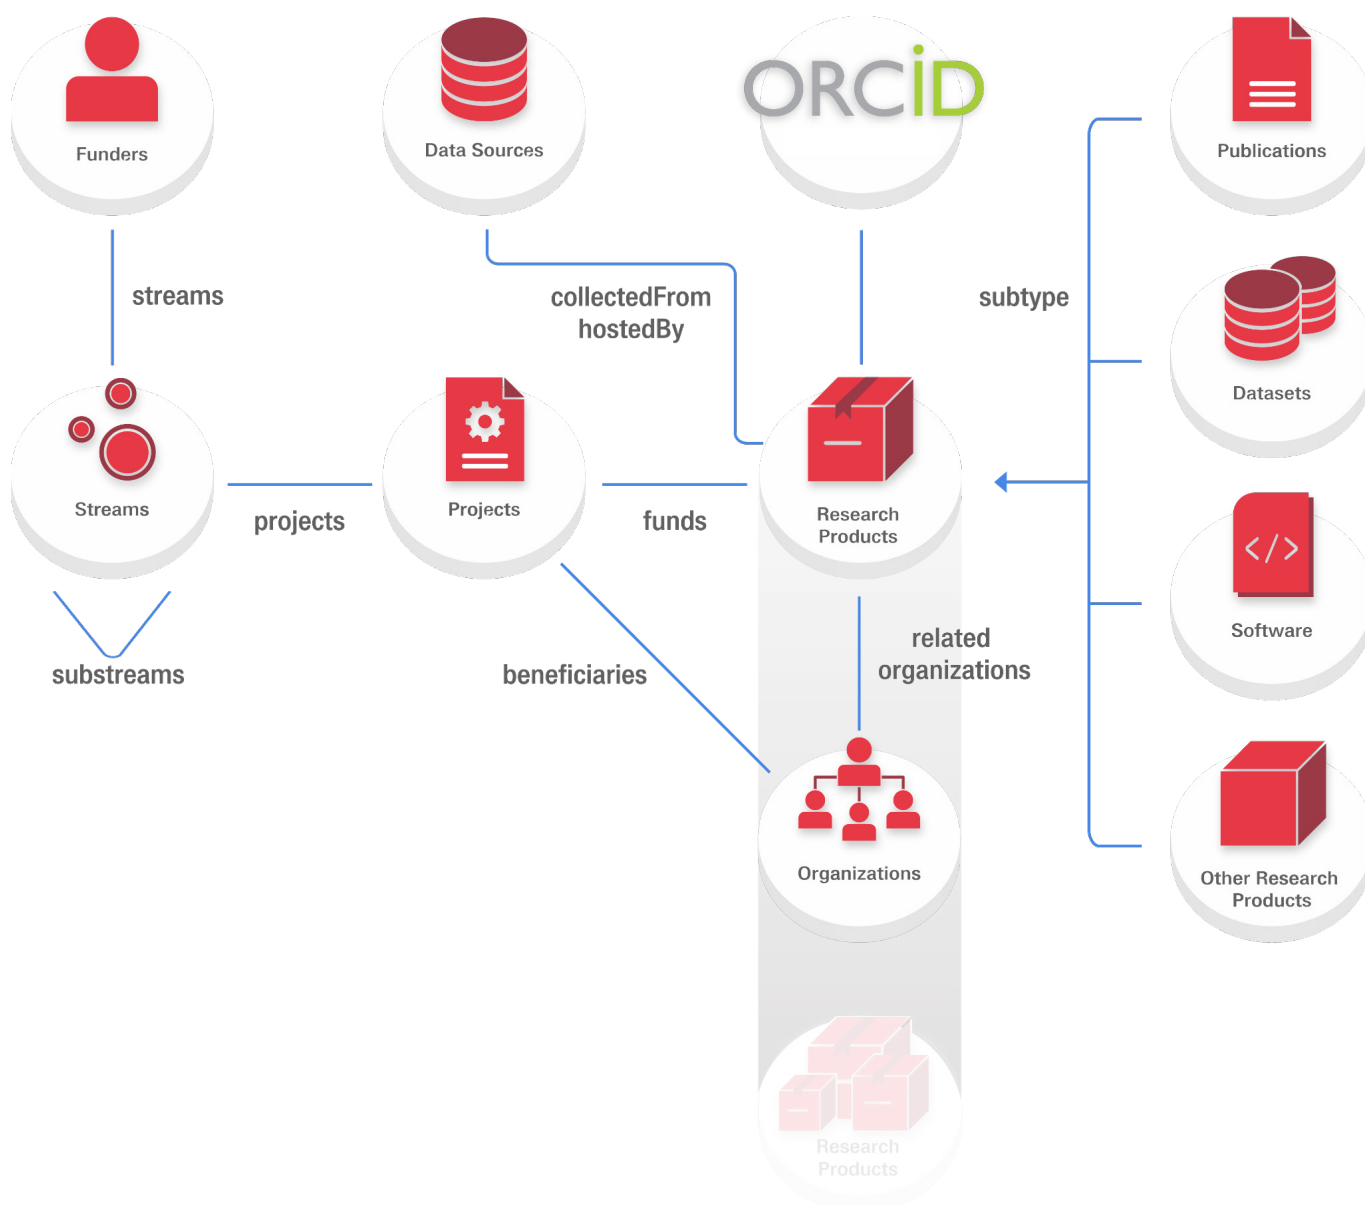 Funders
Data Sources
ORCiD
Publications
streams
collectedFrom
hostedBy
subtype
Datasets
Streams
projects
Projects
funds
Research
Products
</>
Software
substreams
beneficiaries
related
organizations
Organizations
Other Research
Products
Research
Products